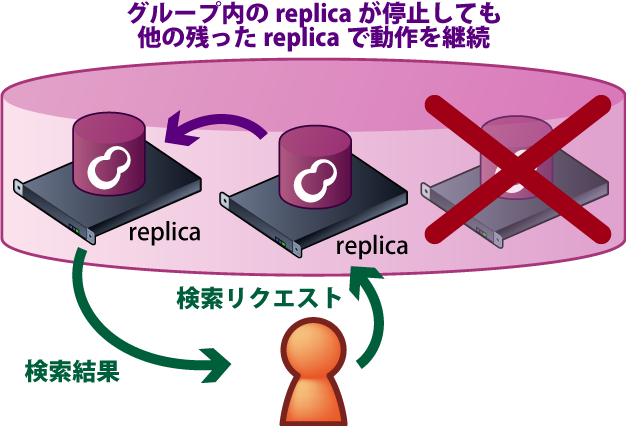 グループ内の replica が停止しても
他の残った replica で動作を継続
replica
replica
検索リクエスト
検索結果